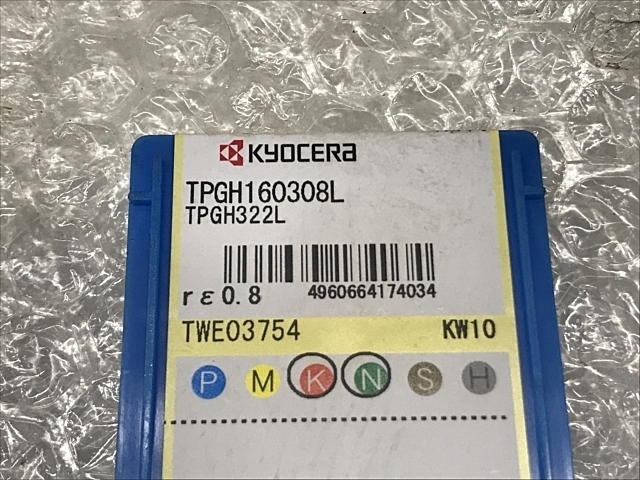 KYOCERA
TPGH160308L
TPGH322L
rε0.8
4960664174034
TWE03754 KW10
P M K N S H